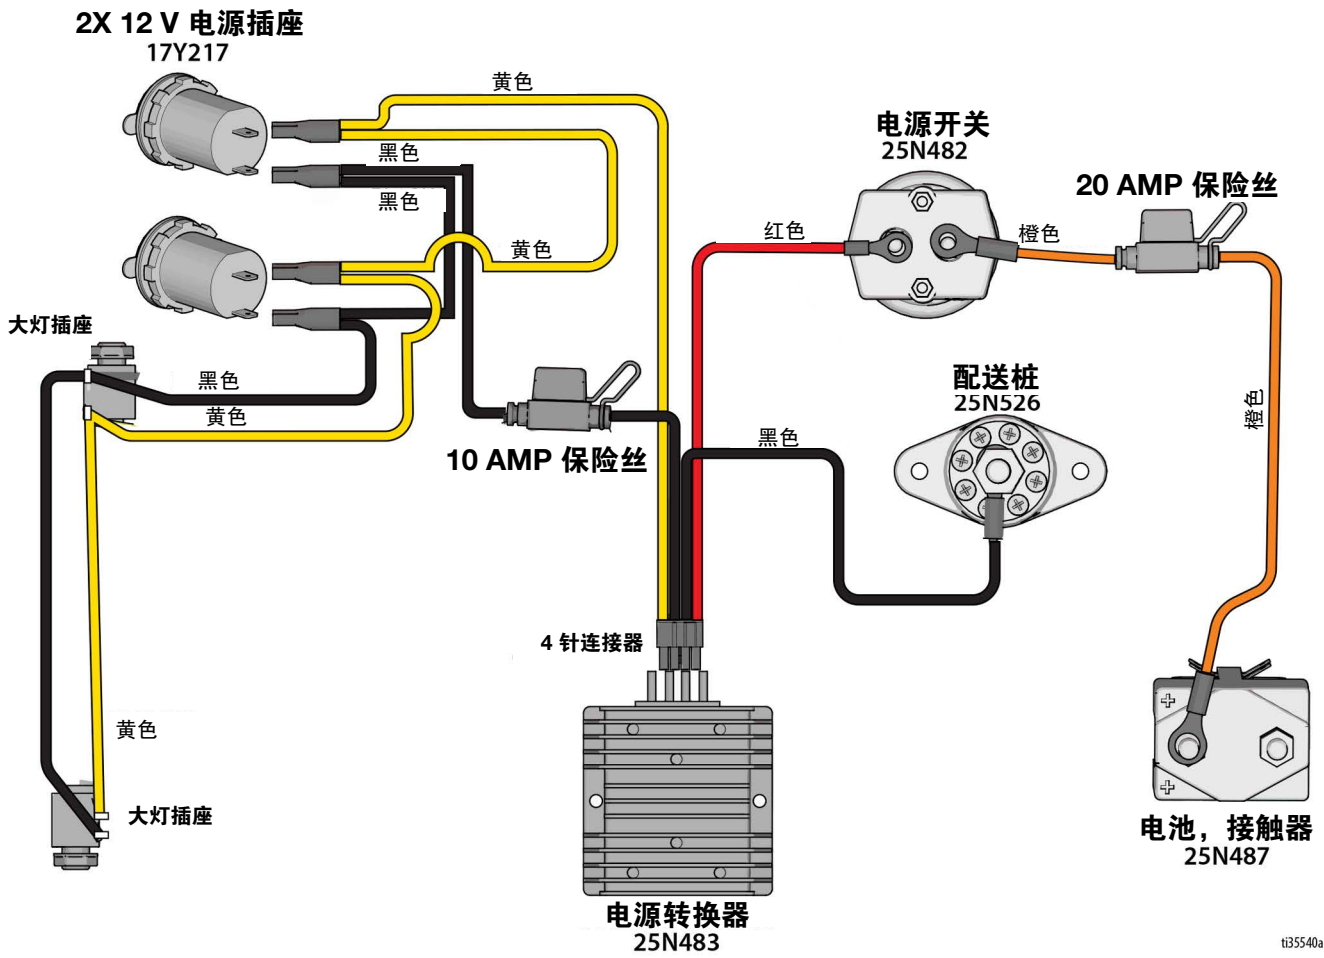 2X 12 V 电源插座
17Y217
黄色
黑色
黑色
黄色
大灯插座
黑色
黄色
10 AMP 保险丝
电源开关
25N482
红色
橙色
20 AMP 保险丝
配送桩
25N526
黑色
橙色
4 针连接器
黄色
大灯插座
电源转换器
25N483
电池，接触器
25N487
ti35540a